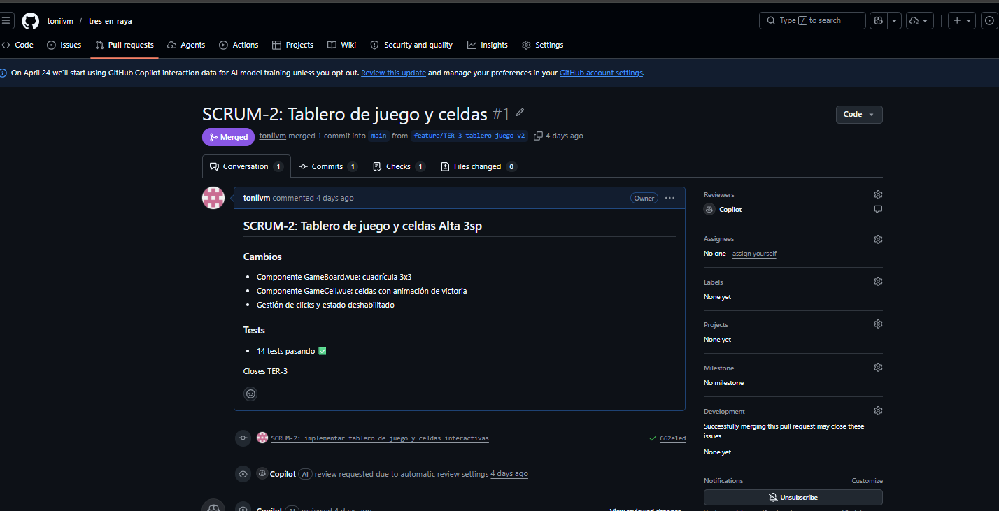 toniivm / tres-en-raya-
Type / to search
Code Issues Pull requests Agents Actions Projects Wiki Security and quality Insights Settings
On April 24 we'll start using GitHub Copilot interaction data for AI model training unless you opt out. Review this update and manage your preferences in your GitHub account settings.
SCRUM-2: Tablero de juego y celdas #1
Code
Merged toniivm merged 1 commit into main from feature/TER-3-tablero-juego-v2 4 days ago
Conversation 1 Commits 1 Checks 1 Files changed 0
toniivm commented 4 days ago Owner
SCRUM-2: Tablero de juego y celdas Alta 3sp
Cambios
• Componente GameBoard.vue: cuadrícula 3x3
• Componente GameCell.vue: celdas con animación de victoria
• Gestión de clicks y estado deshabilitado
Tests
• 14 tests pasando ✅
Closes TER-3
SCRUM-2: implementar tablero de juego y celdas interactivas 662e1ed
Copilot AI review requested due to automatic review settings 4 days ago
Copilot AI reviewed 4 days ago View reviewed changes
Reviewers
Copilot
Assignees
No one—assign yourself
Labels
None yet
Projects
None yet
Milestone
No milestone
Development
Successfully merging this pull request may close these
issues.
None yet
Notifications Customize
Unsubscribe